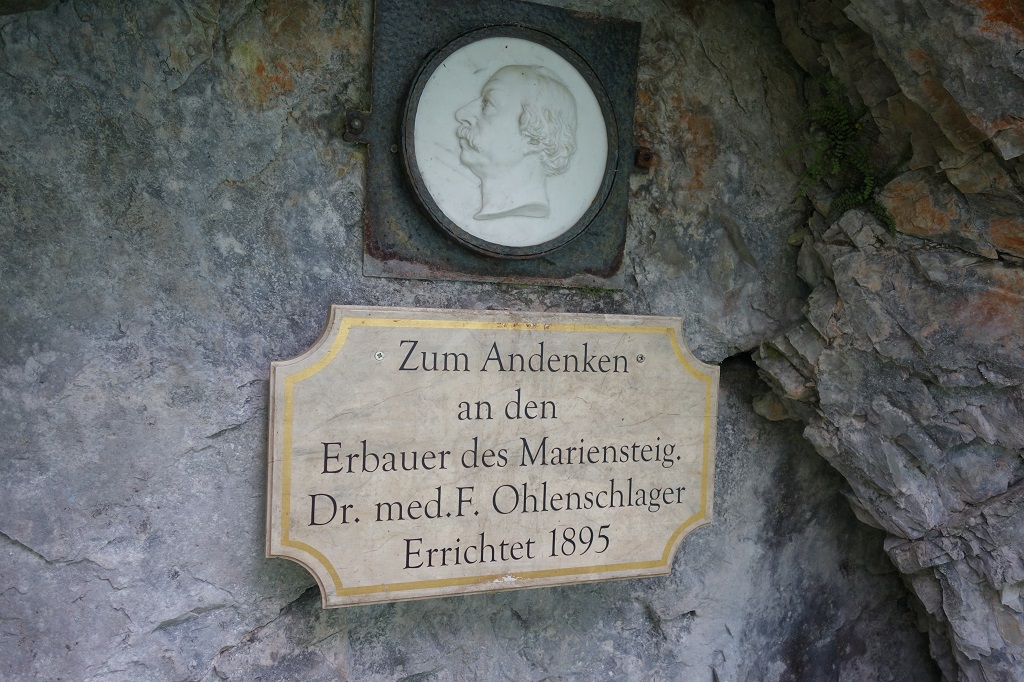 Zum Andenken
an den
Erbauer des Mariensteig.
Dr. med. F. Ohlenschlager
Errichtet 1895